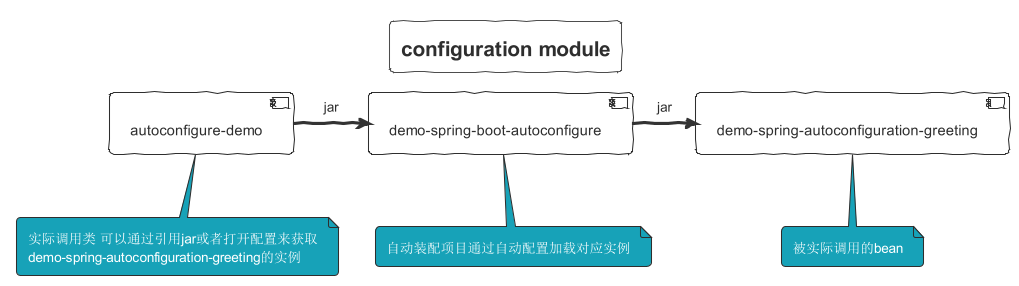 configuration module
autoconfigure-demo
jar
demo-spring-boot-autoconfigure
jar
demo-spring-autoconfiguration-greeting
实际调用类 可以通过引用jar或者打开配置来获取
demo-spring-autoconfiguration-greeting的实例
自动装配项目通过自动配置加载对应实例
被实际调用的bean